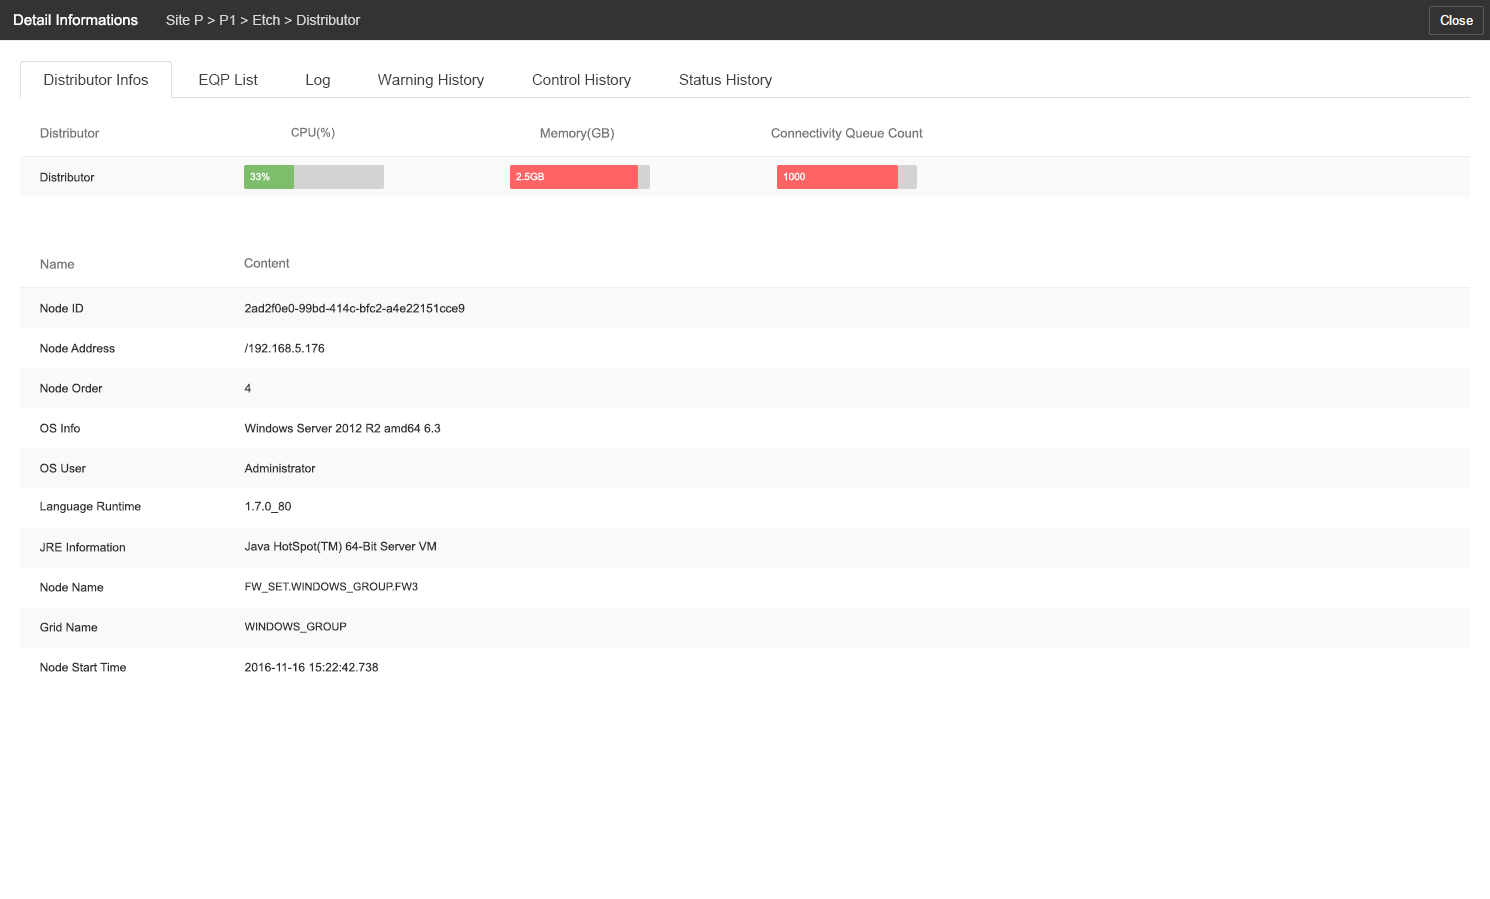 Detail Informations Site P > P1 > Etch > Distributor Close
Distributor Infos EQP List Log Warning History Control History Status History
Distributor CPU(%) Memory(GB) Connectivity Queue Count
Distributor 33% 2.5GB 1000
Name Content
Node ID 2ad2f0e0-99bd-414c-bfc2-a4e22151cce9
Node Address /192.168.5.176
Node Order 4
OS Info Windows Server 2012 R2 amd64 6.3
OS User Administrator
Language Runtime 1.7.0_80
JRE Information Java HotSpot(TM) 64-Bit Server VM
Node Name FW_SET.WINDOWS_GROUP.FW3
Grid Name WINDOWS_GROUP
Node Start Time 2016-11-16 15:22:42.738